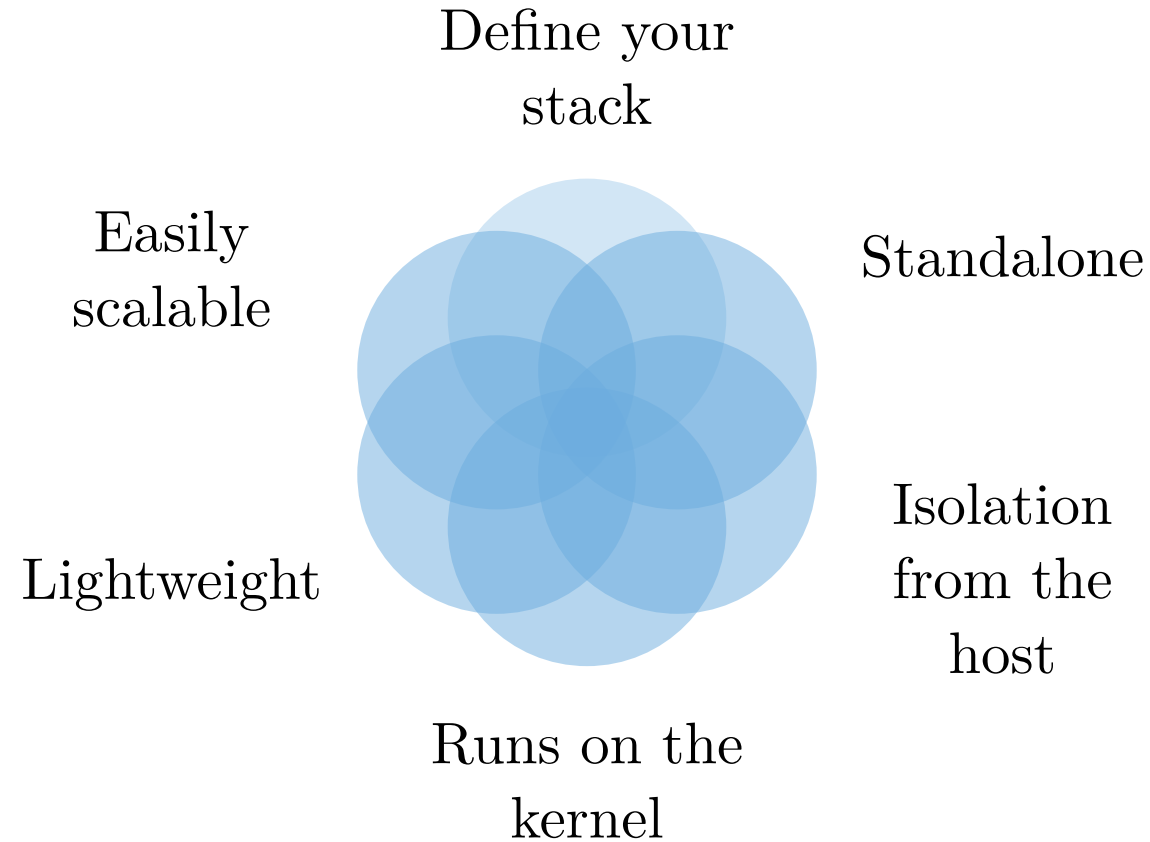 Define your
stack
Easily
scalable
Standalone
Lightweight
Isolation
from the
host
Runs on the
kernel